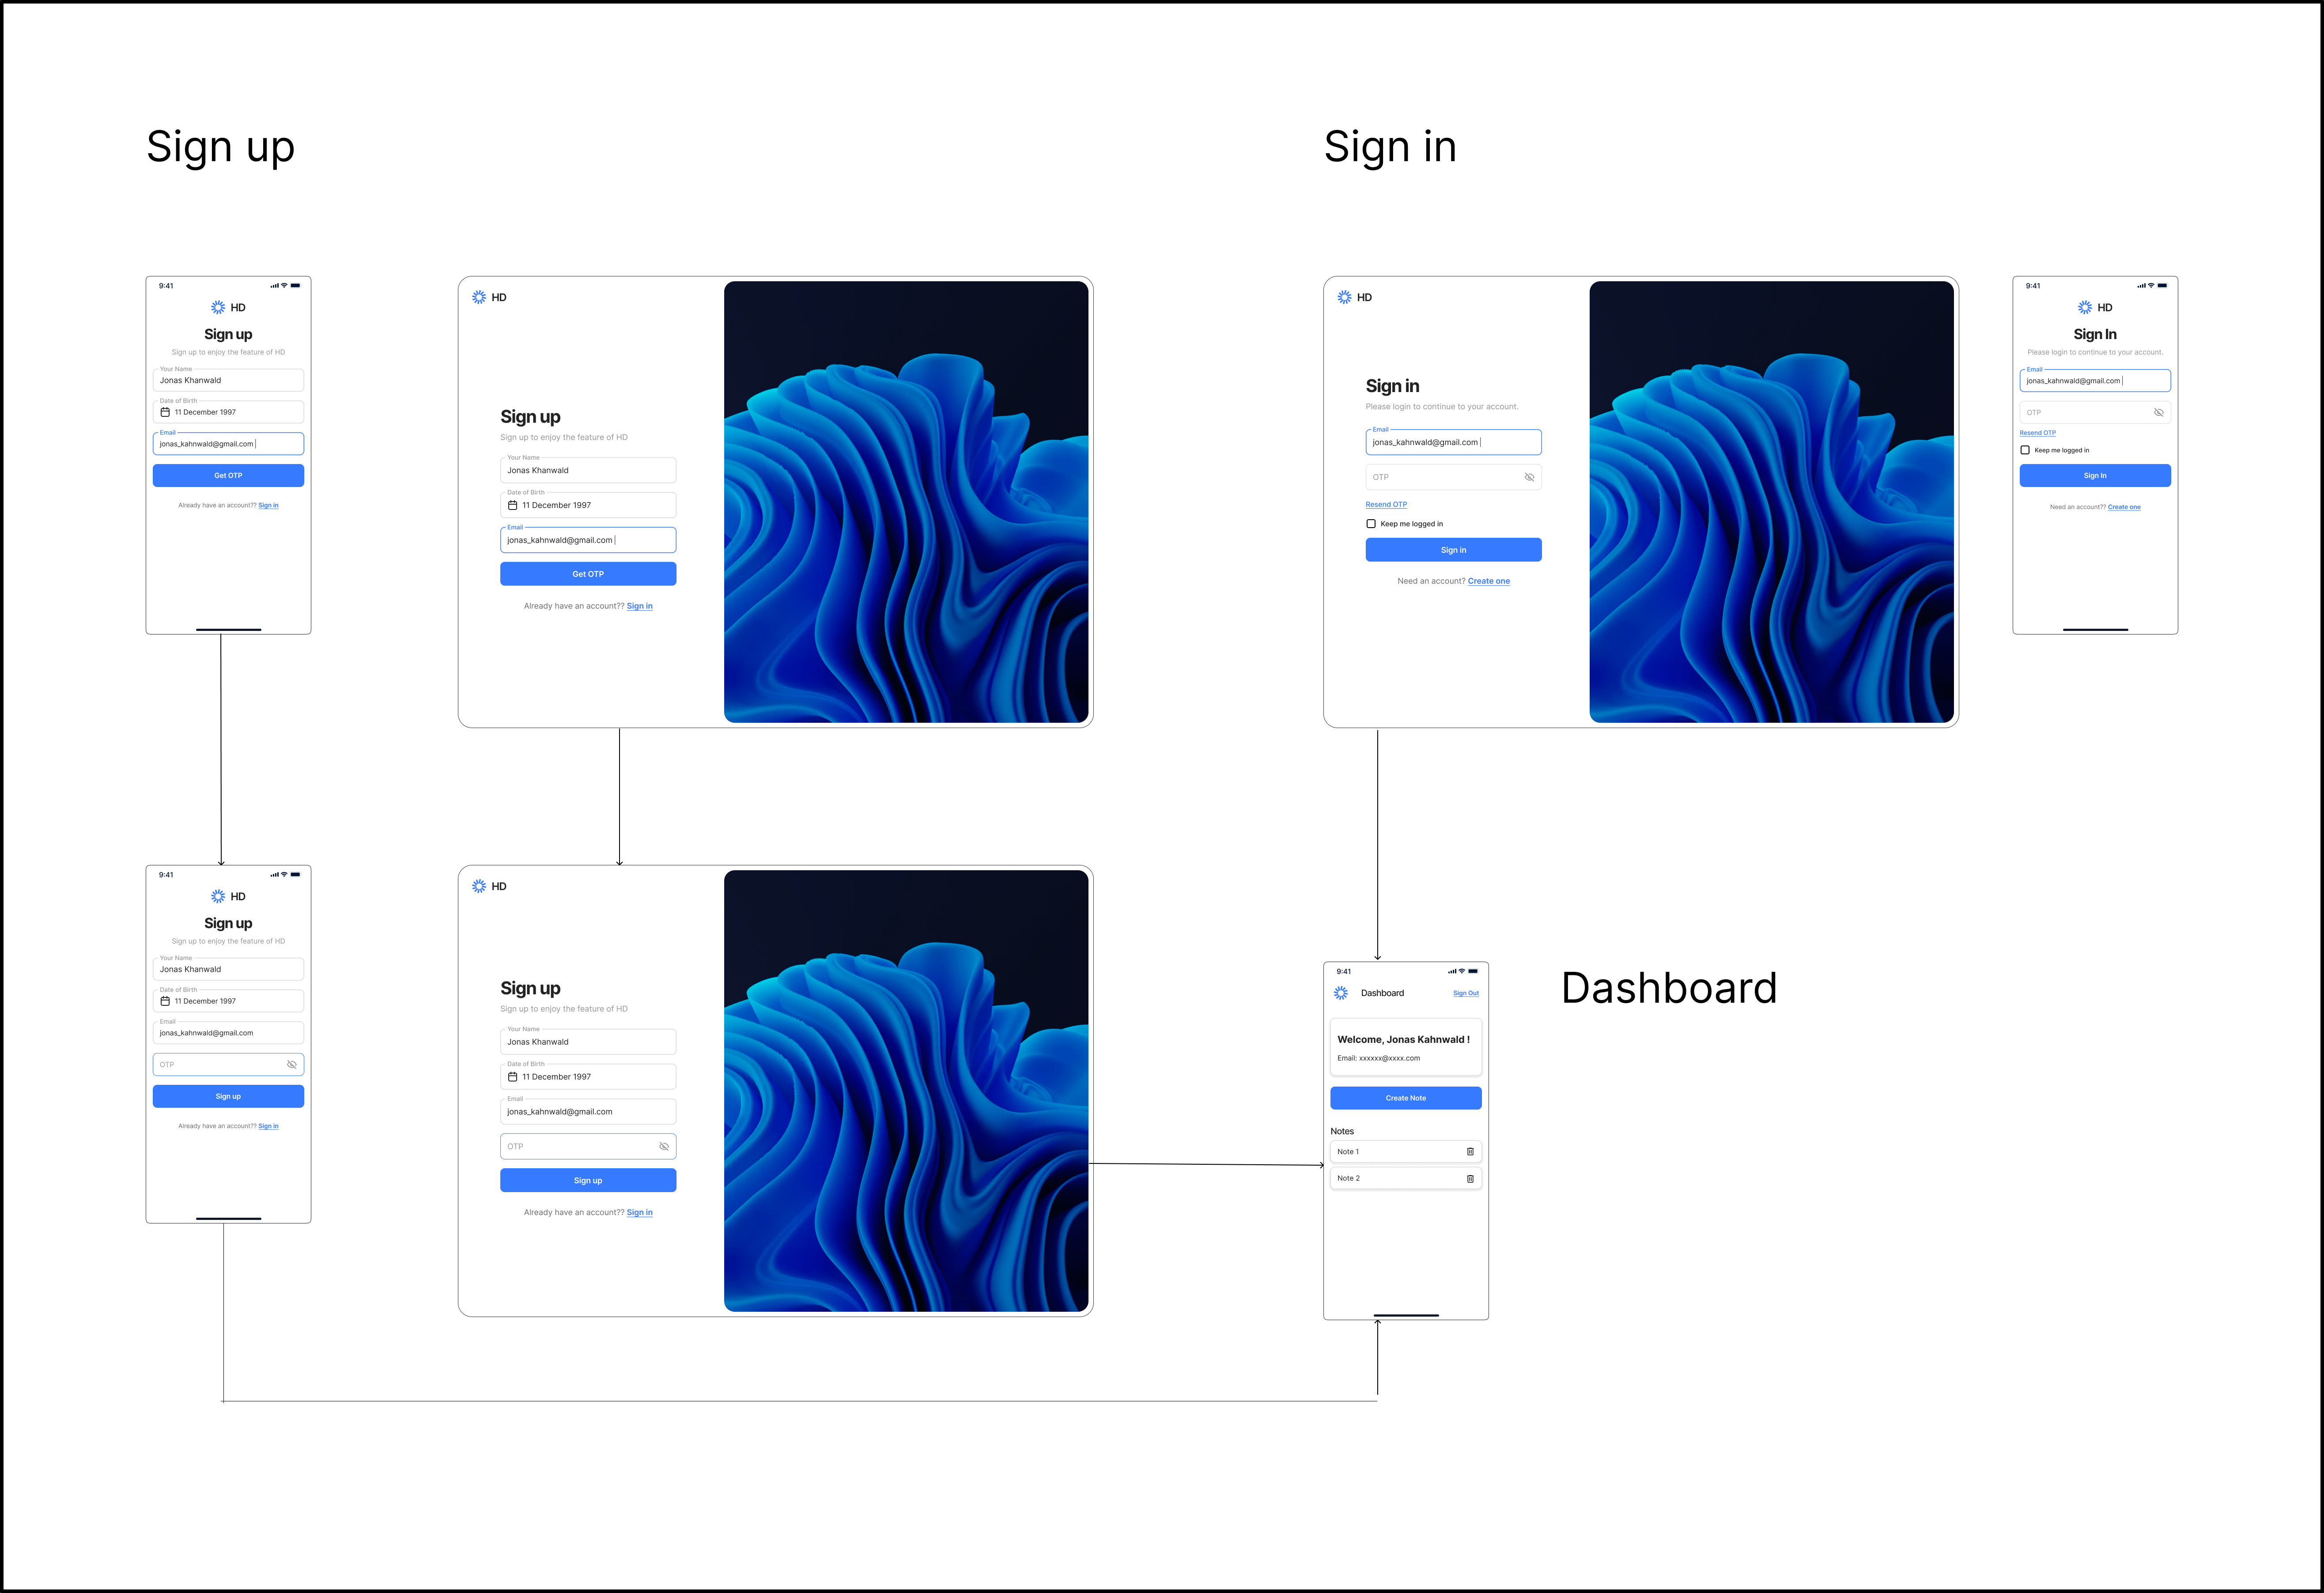 Sign up
Sign in
9:41
HD
Sign up
Sign up to enjoy the feature of HD
Your Name
Jonas Khanwald
Date of Birth
11 December 1997
Email
jonas_kahnwald@gmail.com
Get OTP
Already have an account?? Sign in
HD
Sign up
Sign up to enjoy the feature of HD
Your Name
Jonas Khanwald
Date of Birth
11 December 1997
Email
jonas_kahnwald@gmail.com
Get OTP
Already have an account?? Sign in
HD
Sign in
Please login to continue to your account.
Email
jonas_kahnwald@gmail.com
OTP
Resend OTP
Keep me logged in
Sign in
Need an account? Create one
9:41
HD
Sign In
Please login to continue to your account.
Email
jonas_kahnwald@gmail.com
OTP
Resend OTP
Keep me logged in
Sign In
Need an account?? Create one
9:41
HD
Sign up
Sign up to enjoy the feature of HD
Your Name
Jonas Khanwald
Date of Birth
11 December 1997
Email
jonas_kahnwald@gmail.com
OTP
Sign up
Already have an account?? Sign in
HD
Sign up
Sign up to enjoy the feature of HD
Your Name
Jonas Khanwald
Date of Birth
11 December 1997
Email
jonas_kahnwald@gmail.com
OTP
Sign up
Already have an account?? Sign in
9:41
Dashboard
Sign Out
Welcome, Jonas Kahnwald !
Email: xxxxxx@xxxx.com
Create Note
Notes
Note 1
Note 2
Dashboard